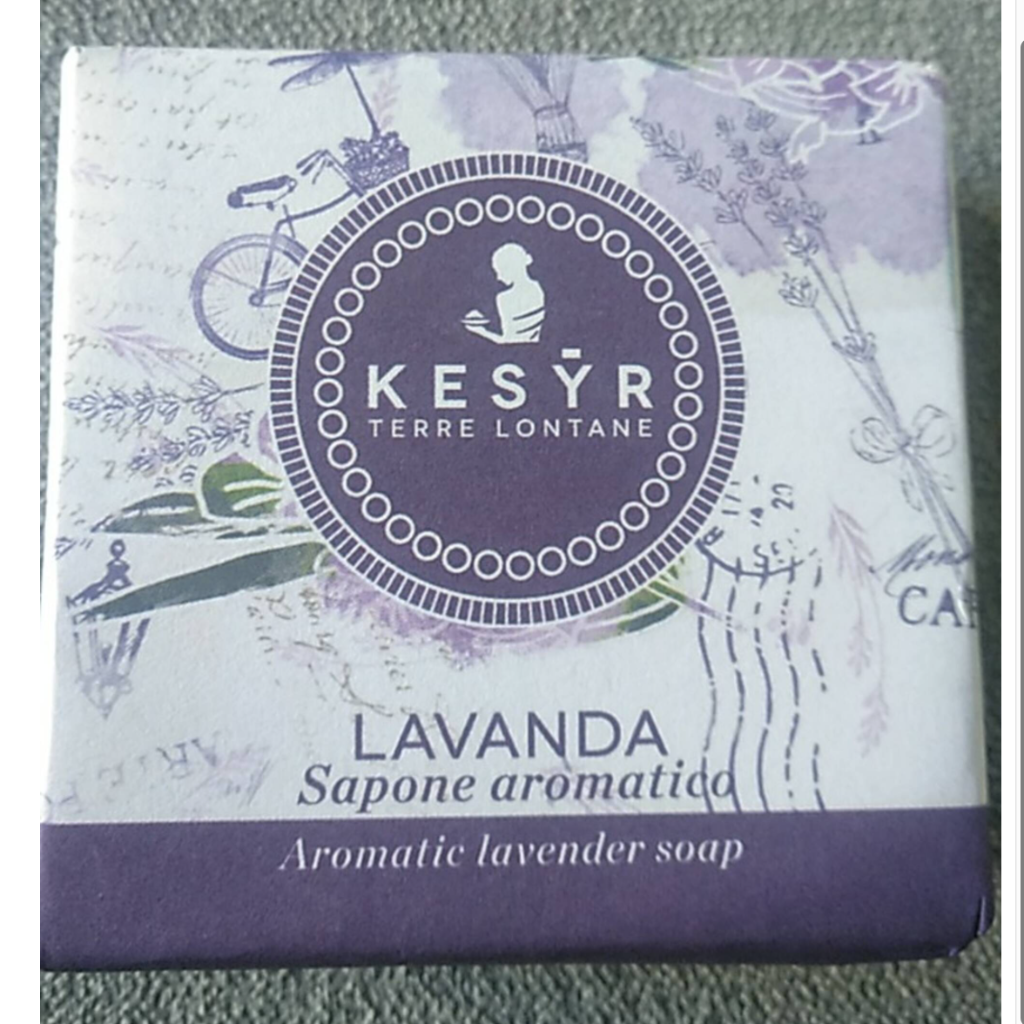 KESȲR
TERRE LONTANE
LAVANDA
Sapone aromatico
Aromatic lavender soap